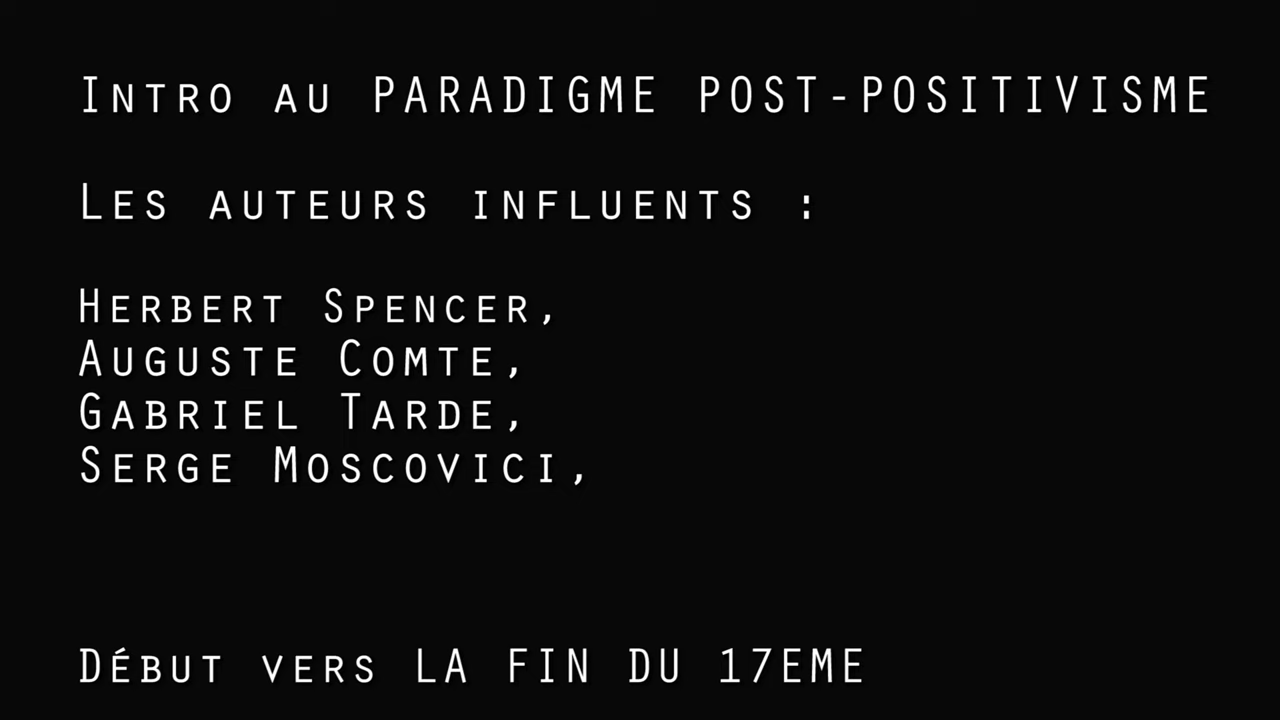 Intro au PARADIGME POST-POSITIVISME
Les auteurs influents :
Herbert Spencer,
Auguste Comte,
Gabriel Tarde,
Serge Moscovici,
Début vers LA FIN DU 17EME